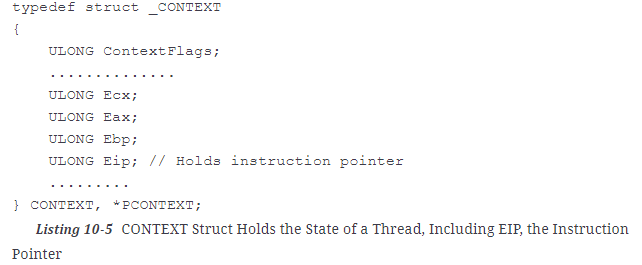 typedef struct _CONTEXT
{
ULONG ContextFlags;
..............
ULONG Ecx;
ULONG Eax;
ULONG Ebp;
ULONG Eip; // Holds instruction pointer
.........
} CONTEXT, *PCONTEXT;
Listing 10-5 CONTEXT Struct Holds the State of a Thread, Including EIP, the Instruction
Pointer